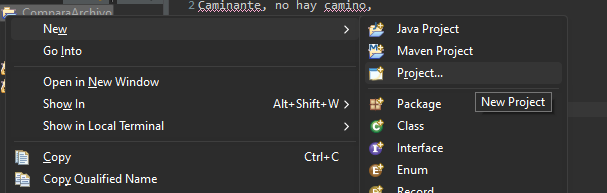 ComparaArchivo
2 Caminante, no hay camino,
New
Go Into
Open in New Window
Show In Alt+Shift+W
Show in Local Terminal
Copy Ctrl+C
Copy Qualified Name
Java Project
Maven Project
Project...
New Project
Package
Class
Interface
Enum
Record